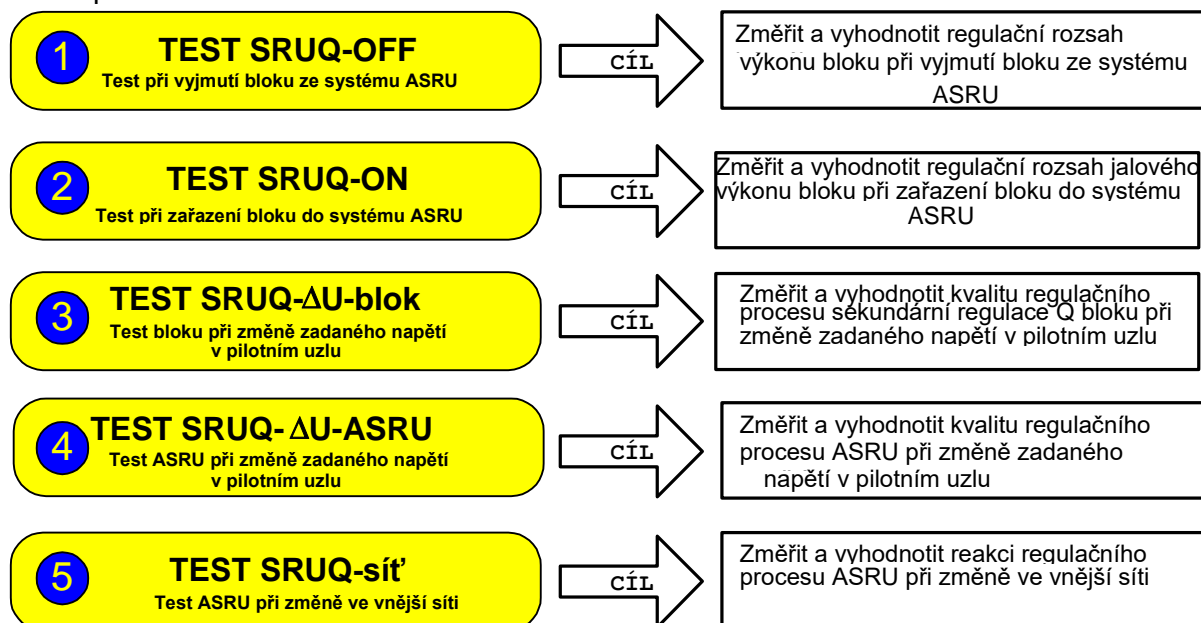 1
TEST SRUQ-OFF
Test při vyjmutí bloku ze systému ASRU
CÍL
Změřit a vyhodnotit regulační rozsah
výkonu bloku při vyjmutí bloku ze systému
ASRU
2
TEST SRUQ-ON
Test při zařazení bloku do systému ASRU
CÍL
Změřit a vyhodnotit regulační rozsah jalového
výkonu bloku při zařazení bloku do systému
ASRU
3
TEST SRUQ-ΔU-blok
Test bloku při změně zadaného napětí
v pilotním uzlu
CÍL
Změřit a vyhodnotit kvalitu regulačního
procesu sekundární regulace Q bloku při
změně zadaného napětí v pilotním uzlu
4
TEST SRUQ- ΔU-ASRU
Test ASRU při změně zadaného napětí
v pilotním uzlu
CÍL
Změřit a vyhodnotit kvalitu regulačního
procesu ASRU při změně zadaného
napětí v pilotním uzlu
5
TEST SRUQ-síť
Test ASRU při změně ve vnější síti
CÍL
Změřit a vyhodnotit reakci regulačního
procesu ASRU při změně ve vnější síti